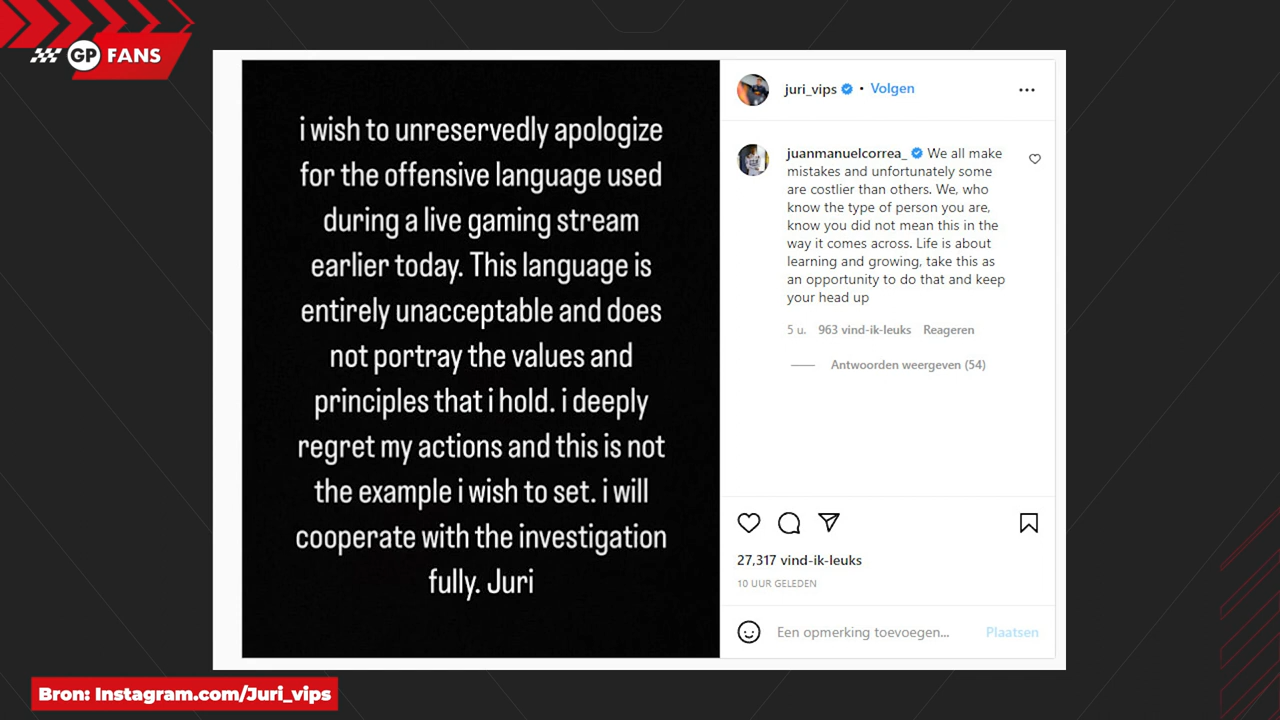 GP FANS
i wish to unreservedly apologize
for the offensive language used
during a live gaming stream
earlier today. This language is
entirely unacceptable and does
not portray the values and
principles that i hold. i deeply
regret my actions and this is not
the example i wish to set. i will
cooperate with the investigation
fully. Juri
juri_vips • Volgen
juanmanuelcorrea_ We all make
mistakes and unfortunately some
are costlier than others. We, who
know the type of person you are,
know you did not mean this in the
way it comes across. Life is about
learning and growing, take this as
an opportunity to do that and keep
your head up
5 u. 963 vind-ik-leuks Reageren
Antwoorden weergeven (54)
27,317 vind-ik-leuks
10 UUR GELEDEN
Een opmerking toevoegen... Plaatsen
Bron: Instagram.com/Juri_vips